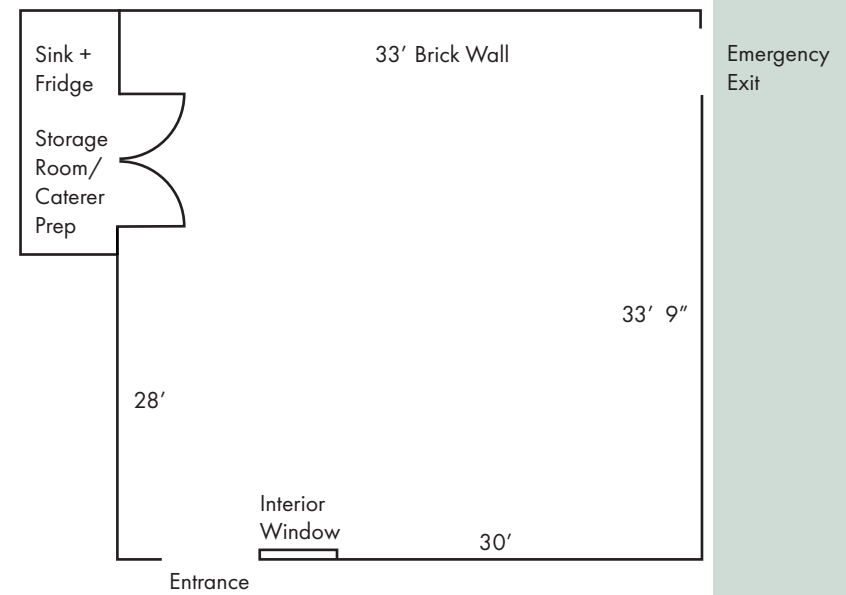 Sink +
Fridge
33’ Brick Wall
Emergency
Exit
Storage
Room/
Caterer
Prep
33’ 9”
28’
Interior
Window
30’
Entrance